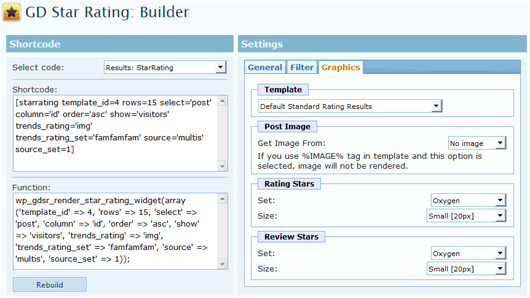 GD Star Rating: Builder
Shortcode
Select code:
Results: StarRating
Shortcode:
[starrating template_id=4 rows=15 select='post'
column='id' order='asc' show='visitors'
trends_rating='img'
trends_rating_set='famfamfam' source='multis'
source_set=1]
Function:
wp_gdsr_render_star_rating_widget(array
('template_id' => 4, 'rows' => 15, 'select' =>
'post', 'column' => 'id', 'order' => 'asc', 'show'
=> 'visitors', 'trends_rating' => 'img',
'trends_rating_set' => 'famfamfam', 'source' =>
'multis', 'source_set' => 1));
Rebuild
Settings
General Filter Graphics
Template
Default Standard Rating Results
Post Image
Get Image From: No image
If you use %IMAGE% tag in template and this option is
selected, image will not be rendered.
Rating Stars
Set: Oxygen
Size: Small [20px]
Review Stars
Set: Oxygen
Size: Small [20px]